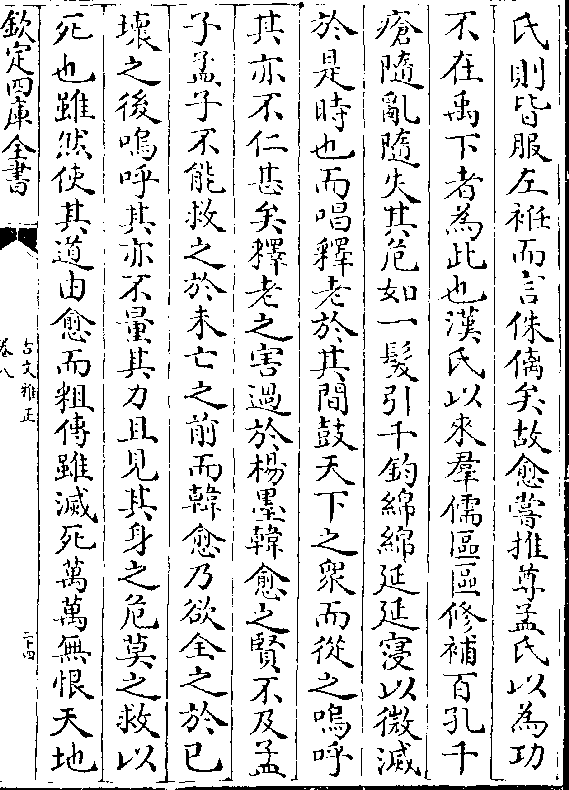 氏則皆服左袵而言侏𠌯矣故愈嘗推尊孟氏以為功
不在禹下者為此也漢氏以來羣儒區區修補百孔千
瘡隨亂隨失其危如一髮引千鈞綿綿延延寖以微滅
於是時也而唱釋老於其間鼓天下之衆而從之嗚呼
其亦不仁甚矣釋老之害過於楊墨韓愈之賢不及孟
子孟子不能救之於未亡之前而韓愈乃欲全之於已
壞之後嗚呼其亦不量其力且見其身之危莫之救以
死也雖然使其道由愈而粗傳雖滅死萬萬無恨天地
欽定四庫全書
古文雅正
卷八
二十四